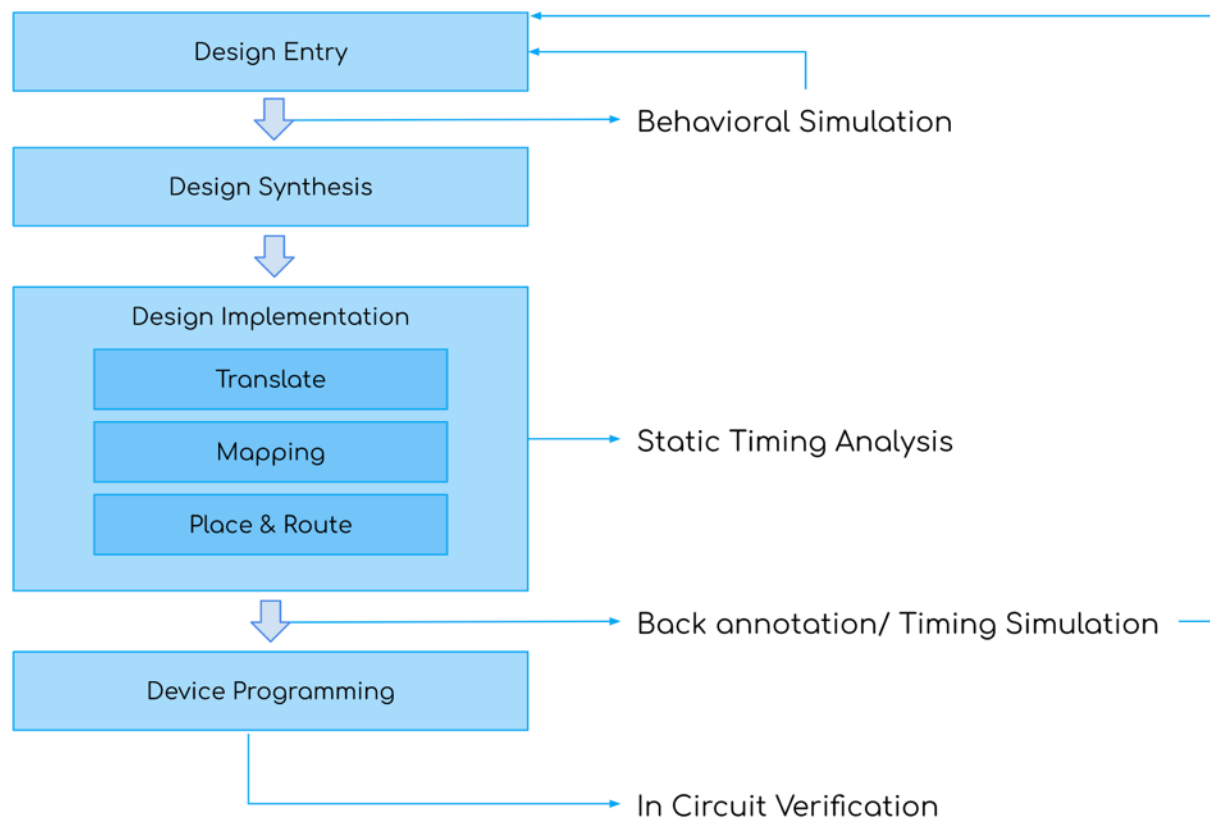 Design Entry
Behavioral Simulation
Design Synthesis
Design Implementation
Translate
Mapping
Static Timing Analysis
Place & Route
Back annotation/ Timing Simulation
Device Programming
In Circuit Verification